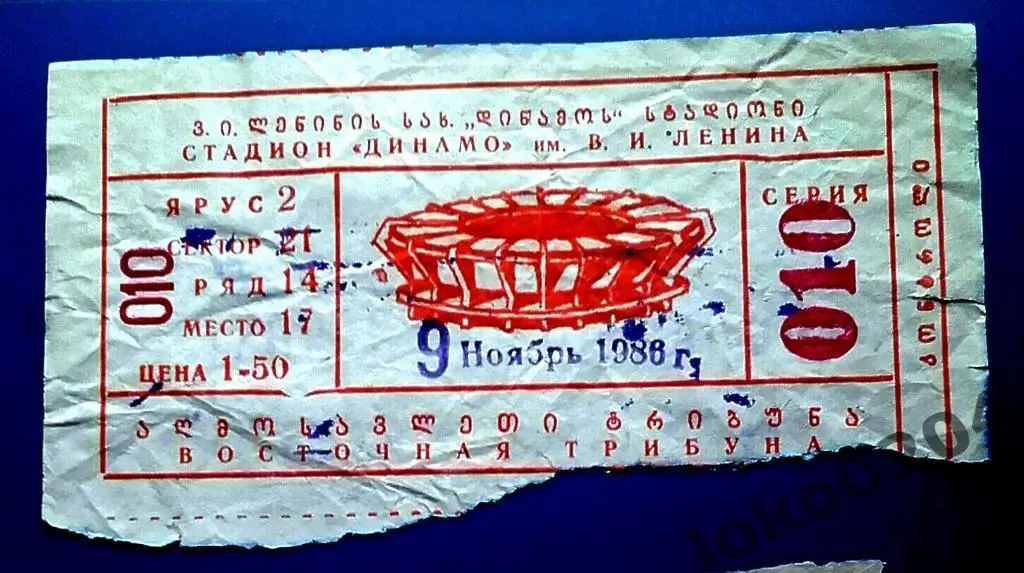 ვ. ი. ლენინის სახ. „დინამოს“ სტადიონი
СТАДИОН «ДИНАМО» ИМ. В. И. ЛЕНИНА
ЯРУС 2
СЕКТОР 21
РЯД 14
МЕСТО 17
ЦЕНА 1-50
010
9 Ноябрь 1986 г.
СЕРИЯ
010
აღმოსავლეთი ტრიბუნა
ВОСТОЧНАЯ ТРИБУНА
loko0204